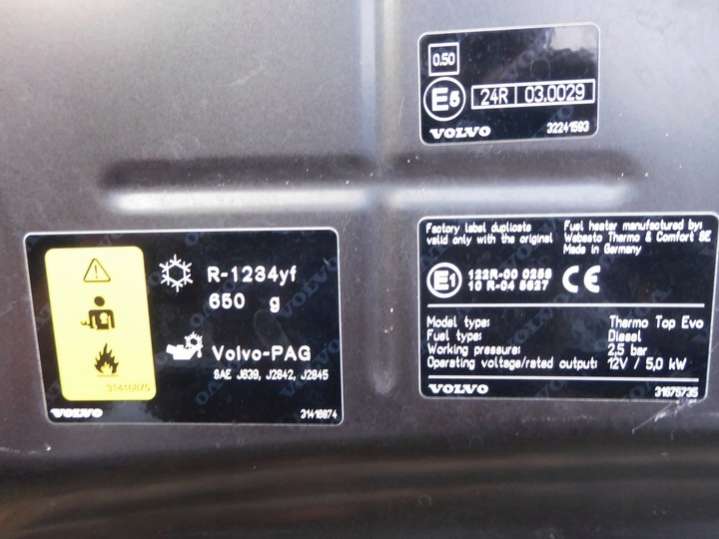 0.50
E5 24R 03.0029
VOLVO 32241593
R-1234yf
650 g
Volvo-PAG
SAE J639, J2842, J2845
31416875
VOLVO 31416874
Factory label duplicate
valid only with the original
Fuel heater manufactured by:
Webasto Thermo & Comfort SE
Made in Germany
E1 122R-00 0258
10 R-04 5627
CE
Model type: Thermo Top Evo
Fuel type: Diesel
Working pressure: 2,5 bar
Operating voltage/rated output: 12V / 5,0 kW
VOLVO 31675735